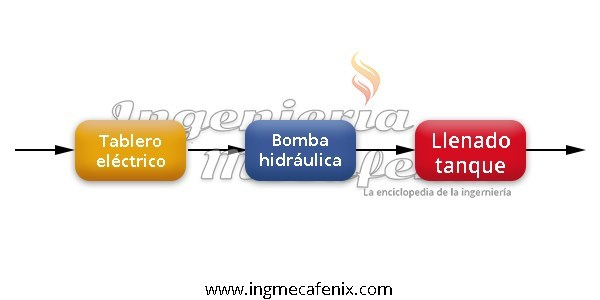 Ingeniería
Tablero
eléctrico
Bomba
hidráulica
Llenado
tanque
La enciclopedia de la ingeniería
www.ingmecafenix.com